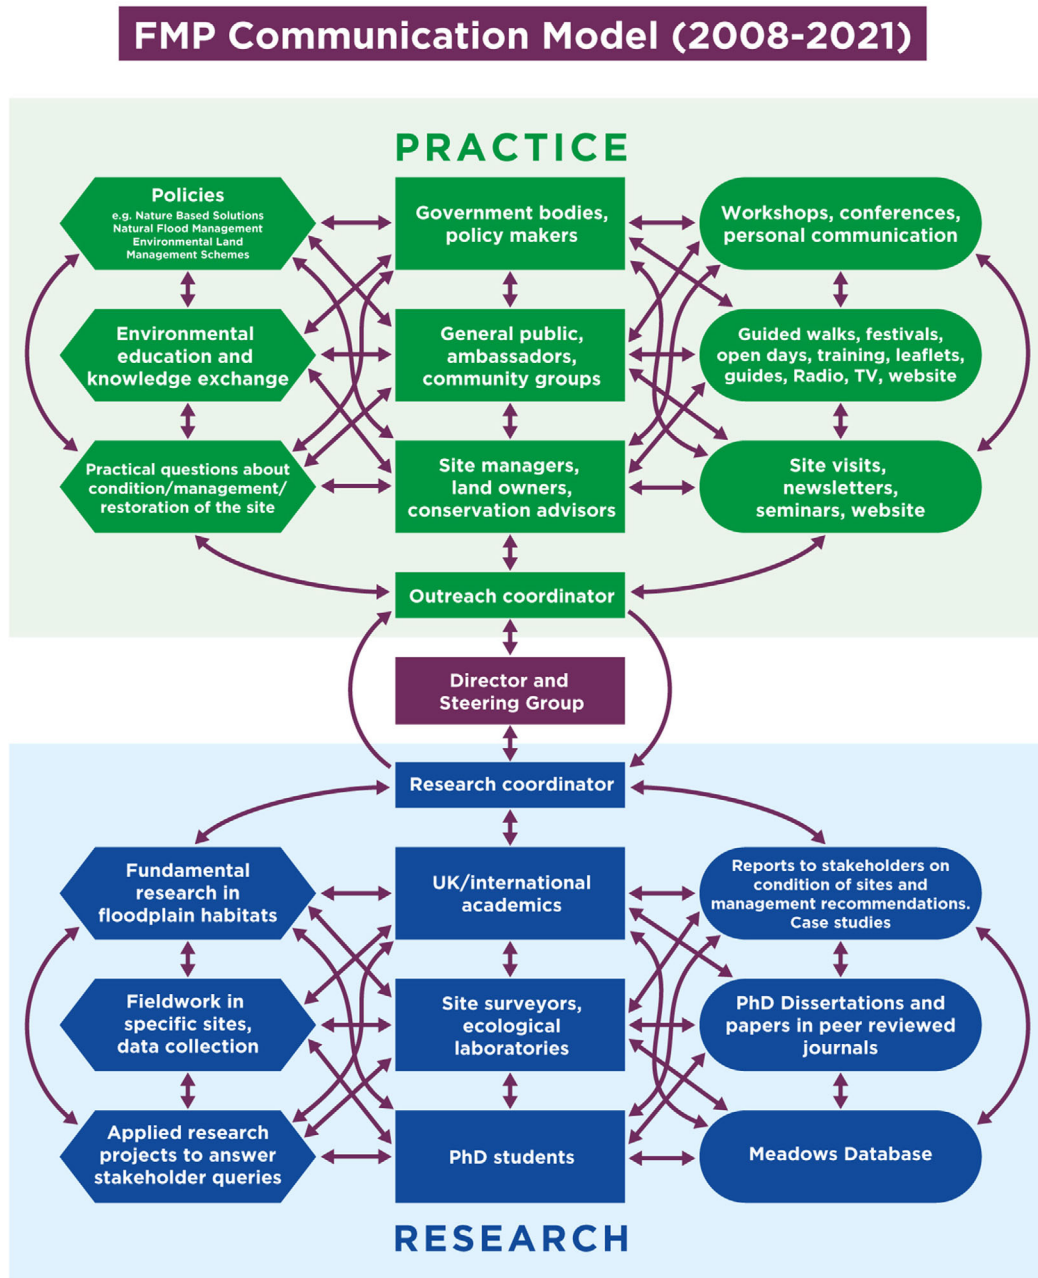 FMP Communication Model (2008-2021)
PRACTICE
Policies
e.g. Nature Based Solutions
Natural Flood Management
Environmental Land
Management Schemes
Government bodies,
policy makers
Workshops, conferences,
personal communication
Environmental
education and
knowledge exchange
General public,
ambassadors,
community groups
Guided walks, festivals,
open days, training, leaflets,
guides, Radio, TV, website
Practical questions about
condition/management/
restoration of the site
Site managers,
land owners,
conservation advisors
Site visits,
newsletters,
seminars, website
Outreach coordinator
Director and
Steering Group
Research coordinator
Fundamental
research in
floodplain habitats
UK/international
academics
Reports to stakeholders on
condition of sites and
management recommendations.
Case studies
Fieldwork in
specific sites,
data collection
Site surveyors,
ecological
laboratories
PhD Dissertations and
papers in peer reviewed
journals
Applied research
projects to answer
stakeholder queries
PhD students
Meadows Database
RESEARCH